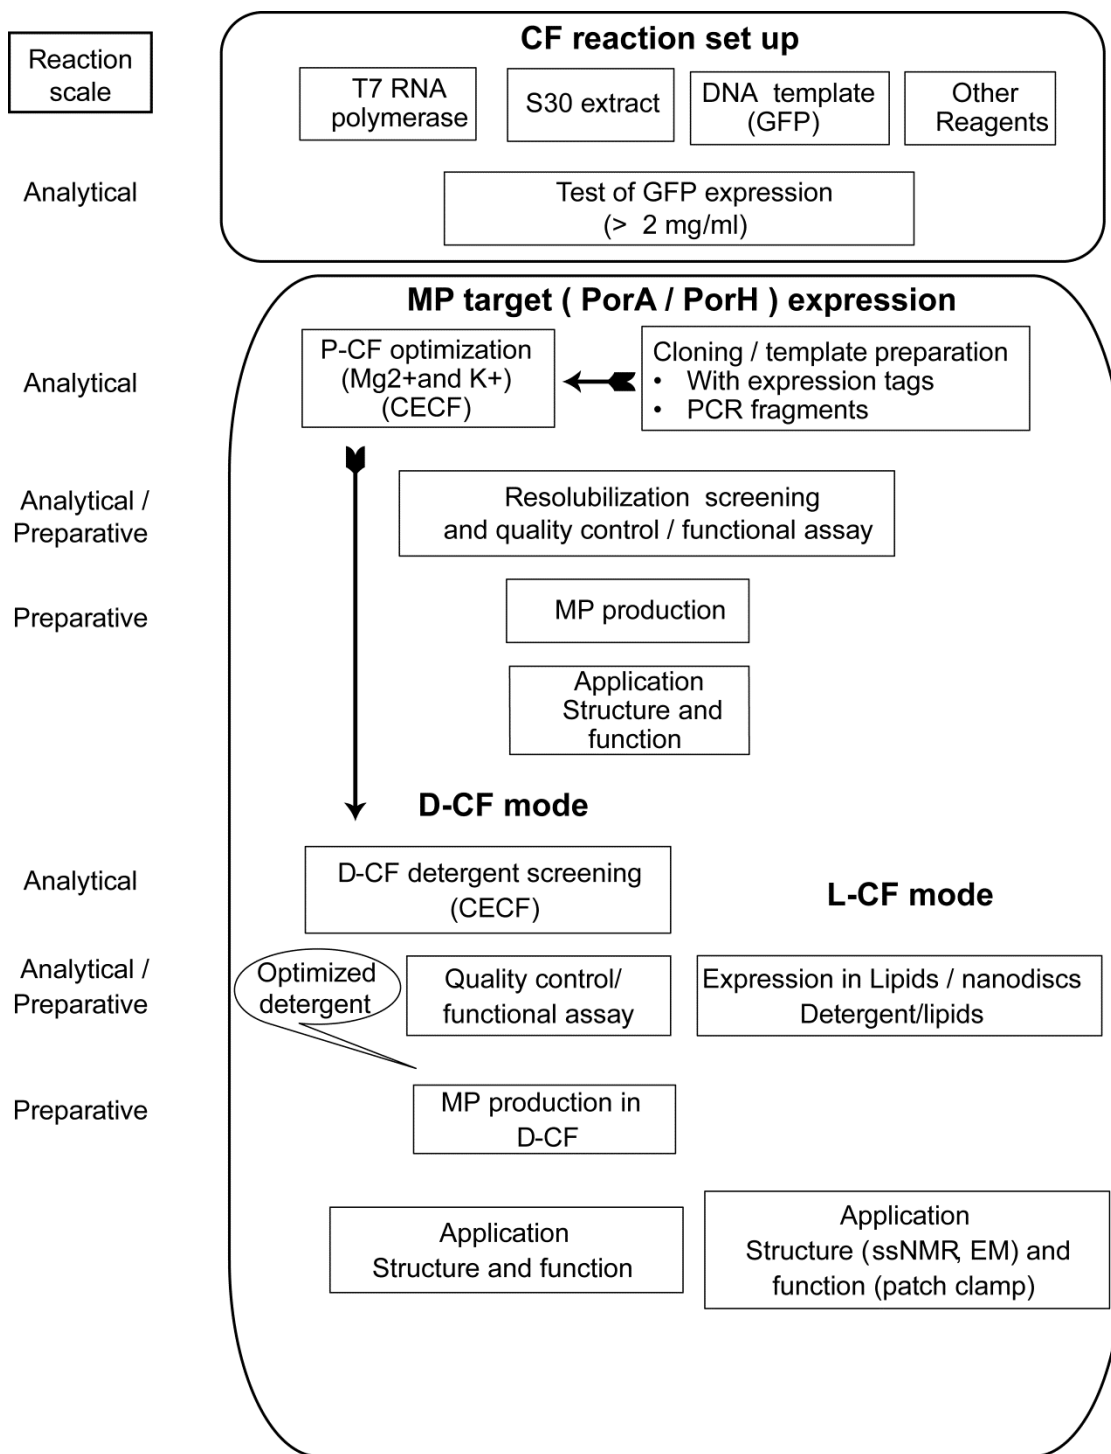 CF reaction set up
Reaction
scale
T7 RNA
polymerase
S30 extract
DNA template
(GFP)
Other
Reagents
Analytical
Test of GFP expression
(> 2 mg/ml)
MP target ( PorA / PorH ) expression
Analytical
P-CF optimization
(Mg2+and K+)
(CECF)
Cloning / template preparation
• With expression tags
• PCR fragments
Analytical /
Preparative
Resolubilization screening
and quality control / functional assay
Preparative
MP production
Application
Structure and
function
D-CF mode
Analytical
D-CF detergent screening
(CECF)
L-CF mode
Analytical /
Preparative
Optimized
detergent
Quality control/
functional assay
Expression in Lipids / nanodiscs
Detergent/lipids
Preparative
MP production in
D-CF
Application
Structure and function
Application
Structure (ssNMR, EM) and
function (patch clamp)